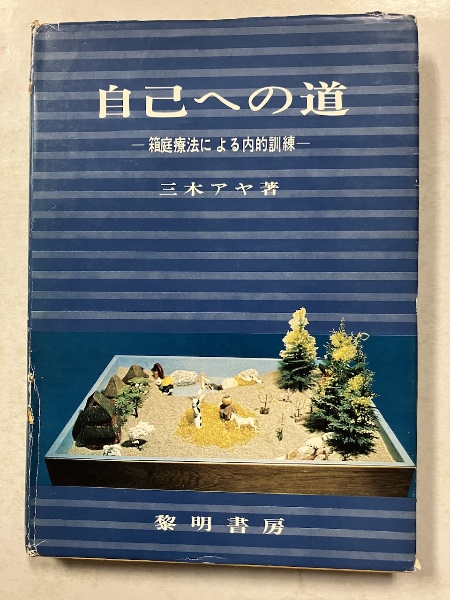 自己への道
―箱庭療法による内的訓練―
三木アヤ著
黎明書房